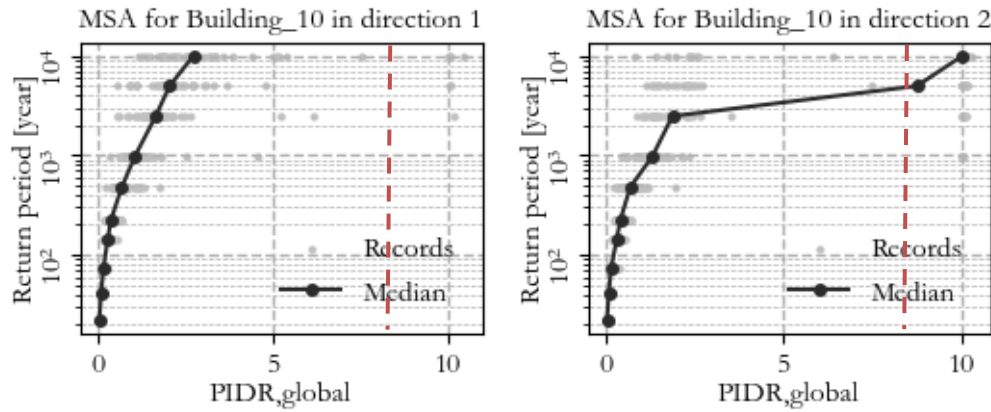 MSA for Building_10 in direction 1
Return period [year]
10⁴
10³
10²
Records
Median
0
5
10
PIDR,global
MSA for Building_10 in direction 2
Return period [year]
10⁴
10³
10²
Records
Median
0
5
10
PIDR,global